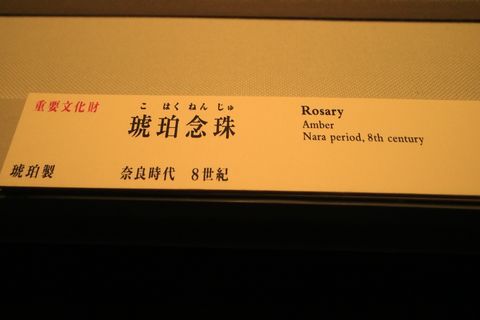 重要文化財
こ はく ねん じゅ
琥珀念珠
琥珀製
奈良時代 8世紀
Rosary
Amber
Nara period, 8th century